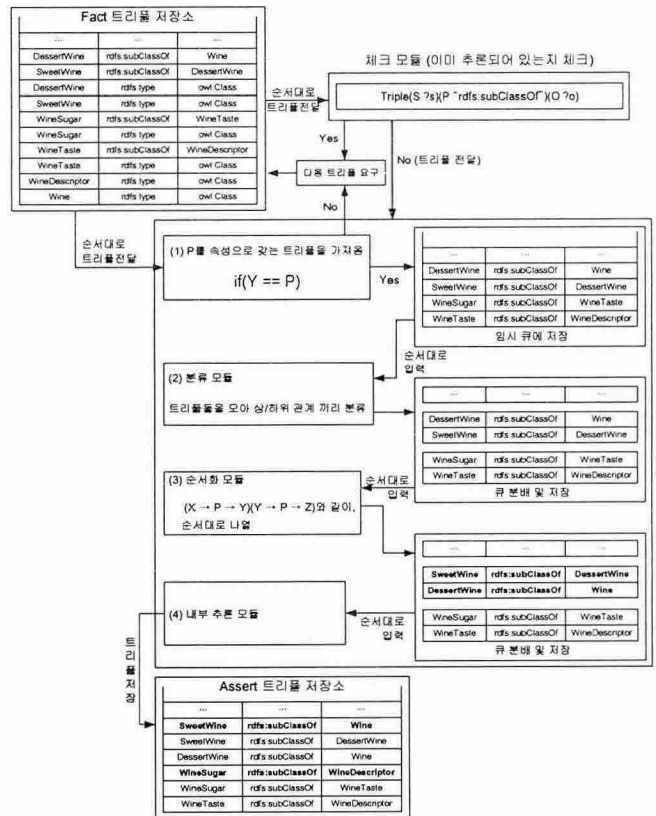 Fact 트리플 저장소
... ... ...
DessertWine rdfs:subClassOf Wine
SweetWine rdfs:subClassOf DessertWine
DessertWine rdfs:type owl:Class
SweetWine rdfs:type owl:Class
WineSugar rdfs:subClassOf WineTaste
WineSugar rdfs:type owl:Class
WineTaste rdfs:subClassOf WineDescriptor
WineTaste rdfs:type owl:Class
WineDescriptor rdfs:type owl:Class
Wine rdfs:type owl:Class
순서대로
트리플전달
체크 모듈 (이미 추론되어 있는지 체크)
Triple(S ?s)(P "rdfs:subClassOf")(O ?o)
Yes
No (트리플 전달)
다음 트리플 요구
No
순서대로
트리플전달
(1) P를 속성으로 갖는 트리플을 가져옴
if(Y == P)
Yes
... ... ...
DessertWine rdfs:subClassOf Wine
SweetWine rdfs:subClassOf DessertWine
WineSugar rdfs:subClassOf WineTaste
WineTaste rdfs:subClassOf WineDescriptor
임시 큐에 저장
순서대로
입력
(2) 분류 모듈
트리플들을 모아 상/하위 관계 끼리 분류
... ... ...
DessertWine rdfs:subClassOf Wine
SweetWine rdfs:subClassOf DessertWine
WineSugar rdfs:subClassOf WineTaste
WineTaste rdfs:subClassOf WineDescriptor
큐 분배 및 저장
순서대로
입력
(3) 순서화 모듈
(X → P → Y)(Y → P → Z)와 같이,
순서대로 나열
... ... ...
SweetWine rdfs:subClassOf DessertWine
DessertWine rdfs:subClassOf Wine
WineSugar rdfs:subClassOf WineTaste
WineTaste rdfs:subClassOf WineDescriptor
큐 분배 및 저장
순서대로
입력
(4) 내부 추론 모듈
트리플
저장
Assert 트리플 저장소
... ... ...
SweetWine rdfs:subClassOf Wine
SweetWine rdfs:subClassOf DessertWine
DessertWine rdfs:subClassOf Wine
WineSugar rdfs:subClassOf WineDescriptor
WineSugar rdfs:subClassOf WineTaste
WineTaste rdfs:subClassOf WineDescriptor